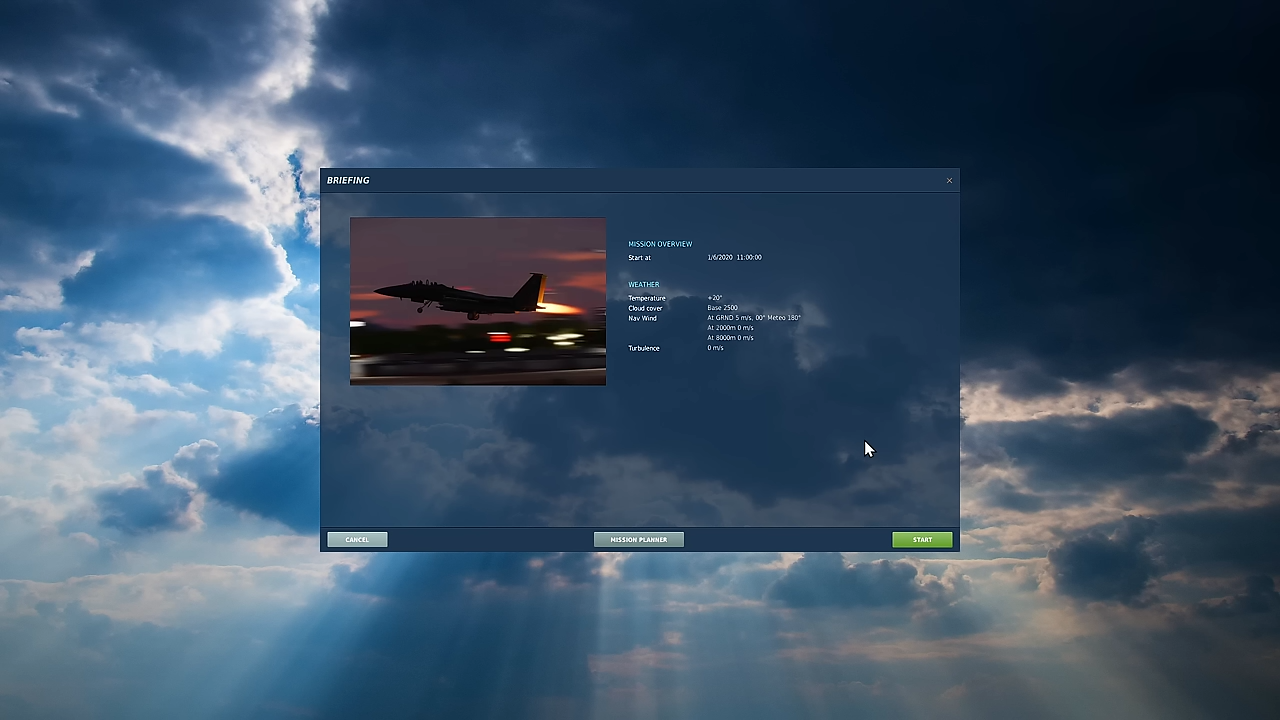 BRIEFING
MISSION OVERVIEW
Start at 1/6/2020 11:00:00
WEATHER
Temperature +20°
Cloud cover Base 2500
Nav Wind At GRND 5 m/s, 00° Meteo 180°
At 2000m 0 m/s
At 8000m 0 m/s
Turbulence 0 m/s
CANCEL
MISSION PLANNER
START